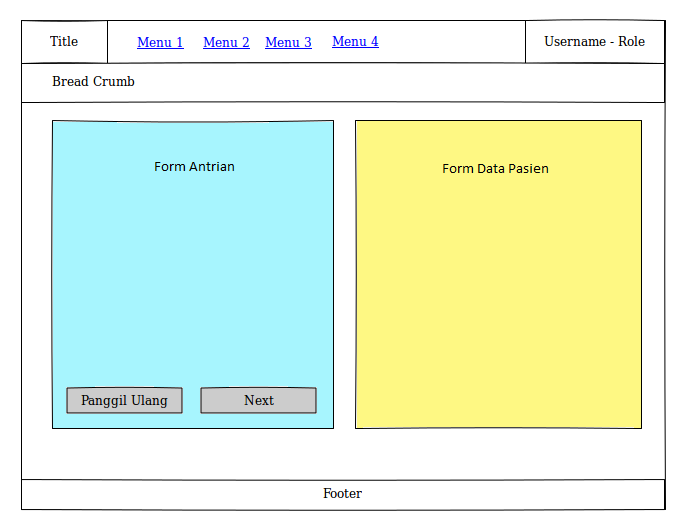 Title
Menu 1
Menu 2
Menu 3
Menu 4
Username - Role
Bread Crumb
Form Antrian
Form Data Pasien
Panggil Ulang
Next
Footer